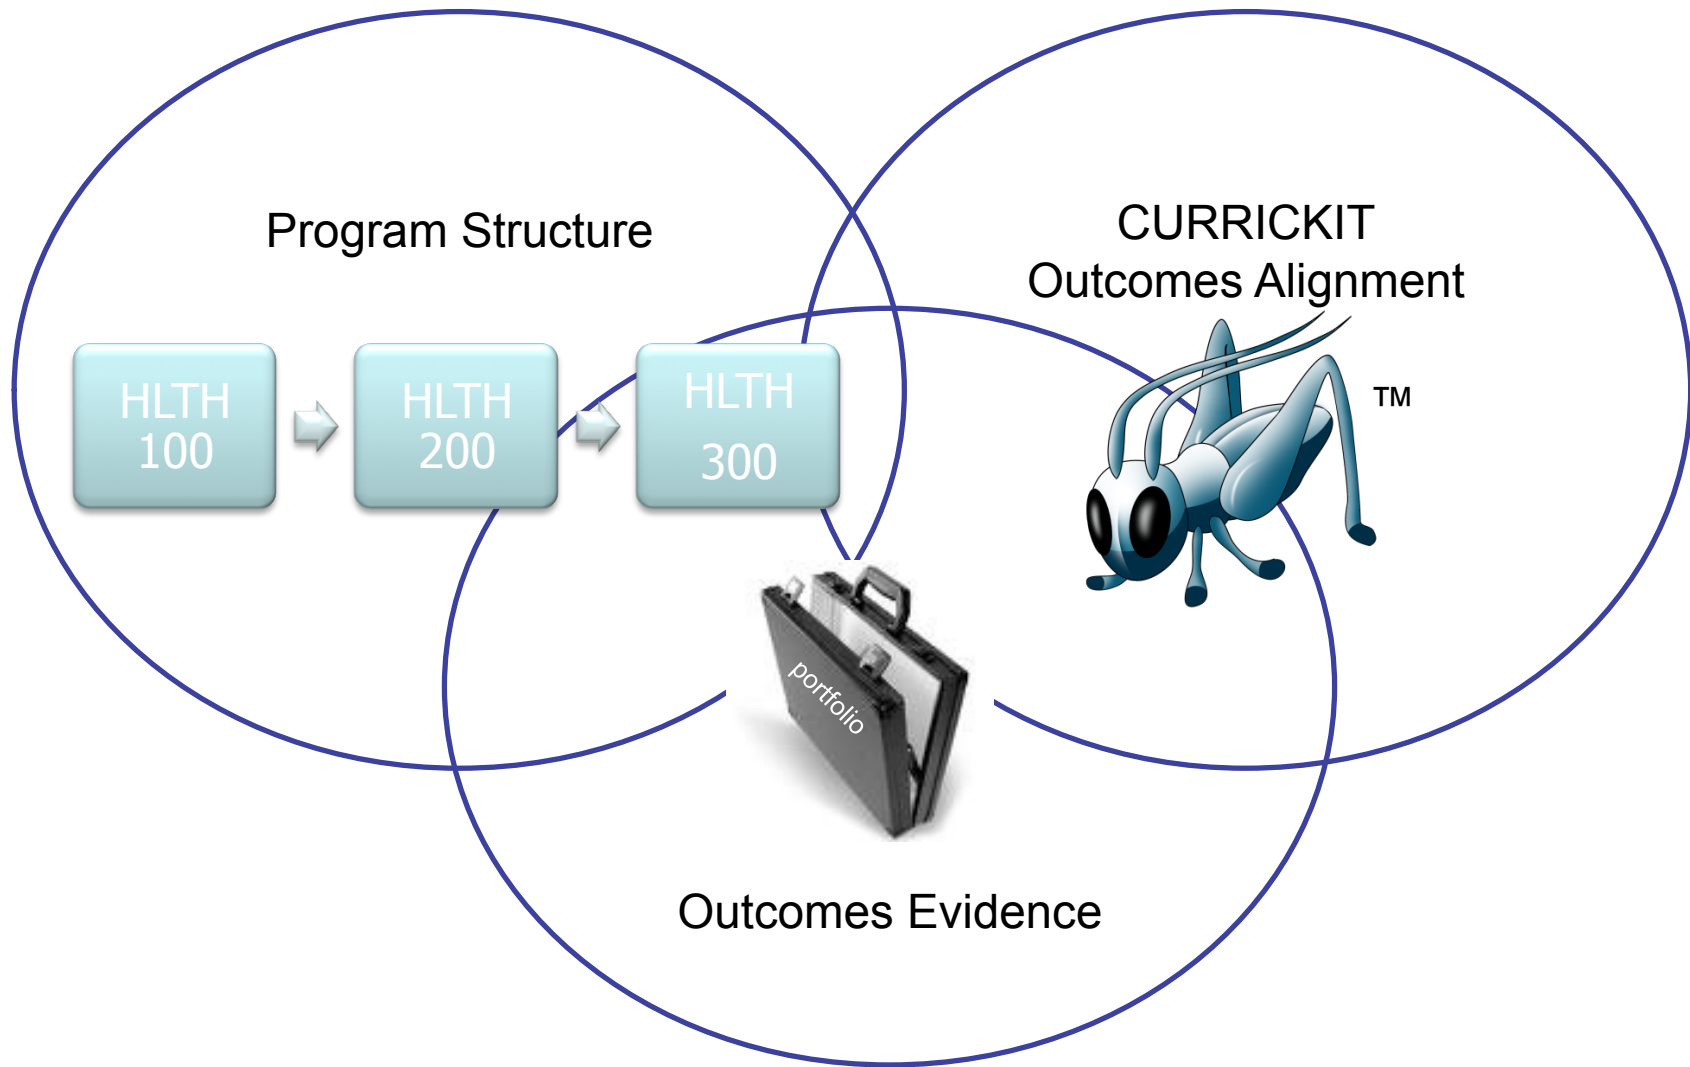 Program Structure
CURRICKIT
Outcomes Alignment
TM
HLTH
100
HLTH
200
HLTH
300
portfolio
Outcomes Evidence